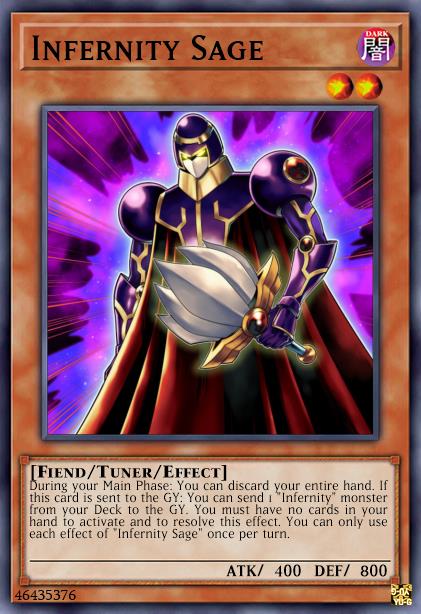 Infernity Sage
DARK
闇
[Fiend/Tuner/Effect]
During your Main Phase: You can discard your entire hand. If
this card is sent to the GY: You can send 1 "Infernity" monster
from your Deck to the GY. You must have no cards in your
hand to activate and to resolve this effect. You can only use
each effect of "Infernity Sage" once per turn.
ATK/ 400 DEF/ 800
46435376